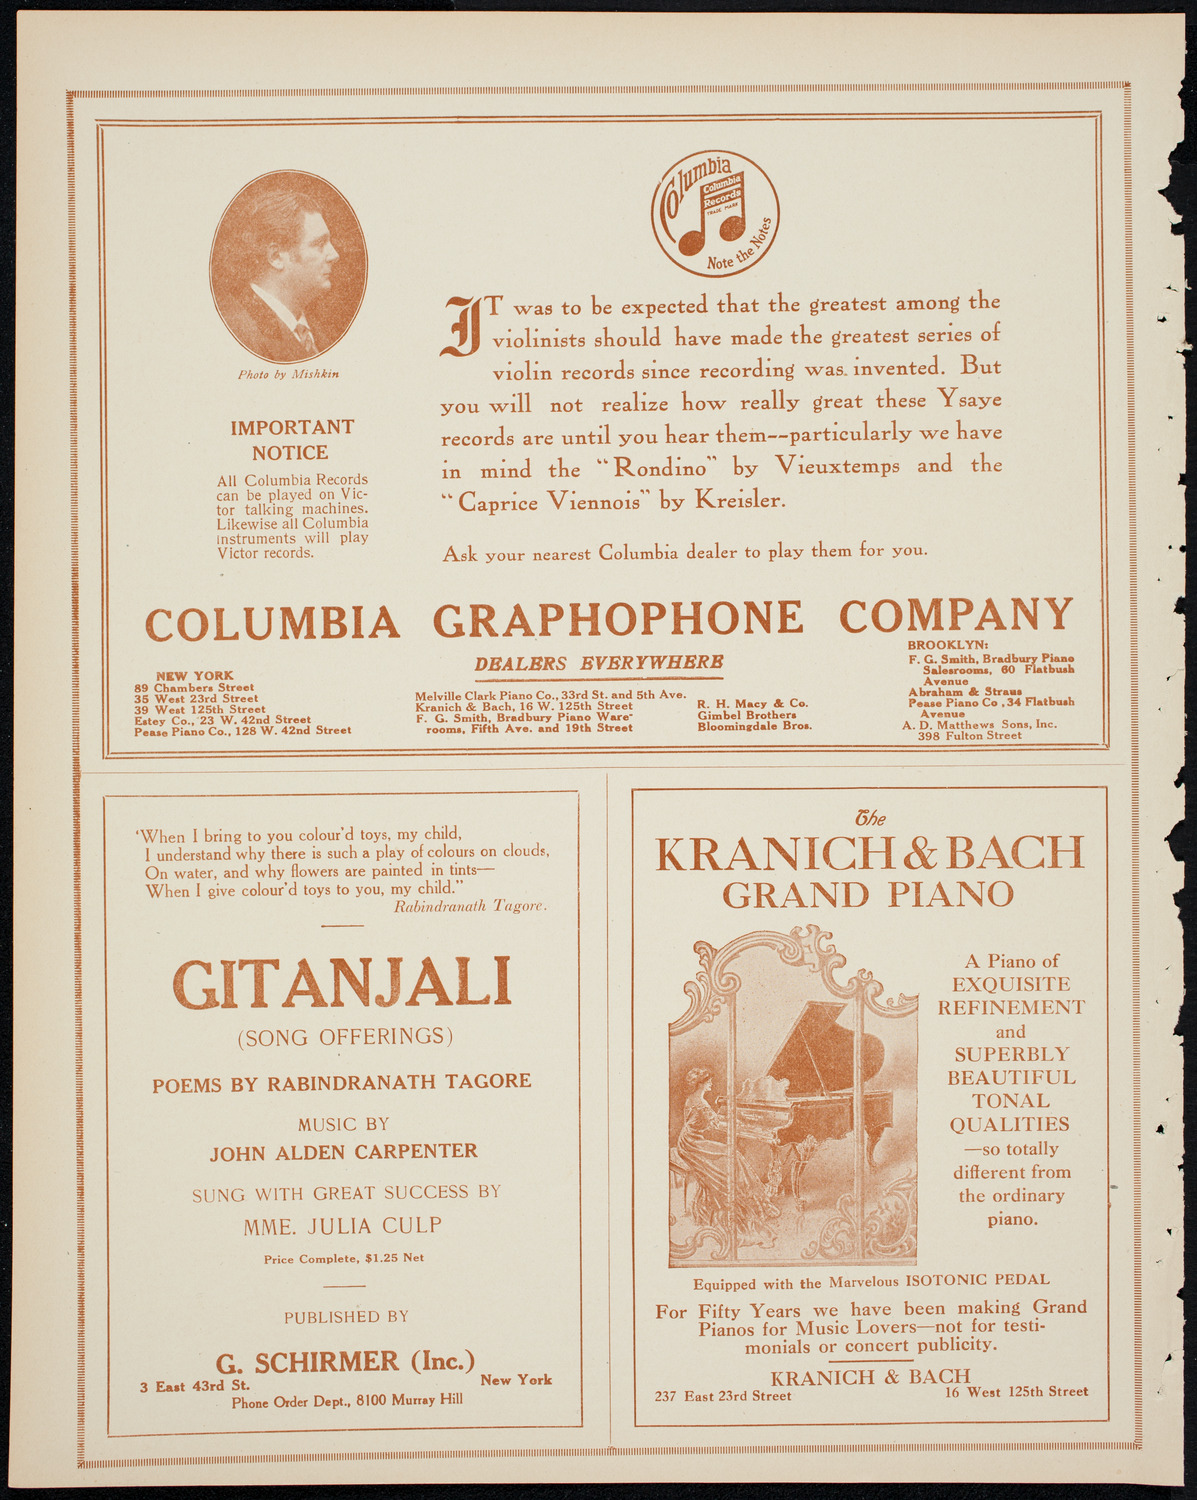 Columbia
Columbia
Records
TRADE MARK
Note the Notes
Photo by Mishkin
IMPORTANT
NOTICE
All Columbia Records
can be played on Vic-
tor talking machines.
Likewise all Columbia
instruments will play
Victor records.
IT was to be expected that the greatest among the
violinists should have made the greatest series of
violin records since recording was. invented. But
you will not realize how really great these Ysaye
records are until you hear them--particularly we have
in mind the "Rondino" by Vieuxtemps and the
"Caprice Viennois" by Kreisler.
Ask your nearest Columbia dealer to play them for you.
COLUMBIA GRAPHOPHONE COMPANY
DEALERS EVERYWHERE
NEW YORK
89 Chambers Street
35 West 23rd Street
39 West 125th Street
Estey Co., 23 W. 42nd Street
Pease Piano Co., 128 W. 42nd Street
Melville Clark Piano Co., 33rd St. and 5th Ave.
Kranich & Bach, 16 W. 125th Street
F. G. Smith, Bradbury Piano Ware-
rooms, Fifth Ave. and 19th Street
R. H. Macy & Co.
Gimbel Brothers
Bloomingdale Bros.
BROOKLYN:
F. G. Smith, Bradbury Piano
Salesrooms, 60 Flatbush
Avenue
Abraham & Straus
Pease Piano Co., 34 Flatbush
Avenue
A. D. Matthews Sons, Inc.
398 Fulton Street
'When I bring to you colour'd toys, my child,
I understand why there is such a play of colours on clouds,
On water, and why flowers are painted in tints—
When I give colour'd toys to you, my child."
Rabindranath Tagore.
GITANJALI
(SONG OFFERINGS)
POEMS BY RABINDRANATH TAGORE
MUSIC BY
JOHN ALDEN CARPENTER
SUNG WITH GREAT SUCCESS BY
MME. JULIA CULP
Price Complete, $1.25 Net
PUBLISHED BY
G. SCHIRMER (Inc.)
3 East 43rd St. New York
Phone Order Dept., 8100 Murray Hill
The
KRANICH & BACH
GRAND PIANO
A Piano of
EXQUISITE
REFINEMENT
and
SUPERBLY
BEAUTIFUL
TONAL
QUALITIES
—so totally
different from
the ordinary
piano.
Equipped with the Marvelous ISOTONIC PEDAL
For Fifty Years we have been making Grand
Pianos for Music Lovers—not for testi-
monials or concert publicity.
KRANICH & BACH
237 East 23rd Street 16 West 125th Street